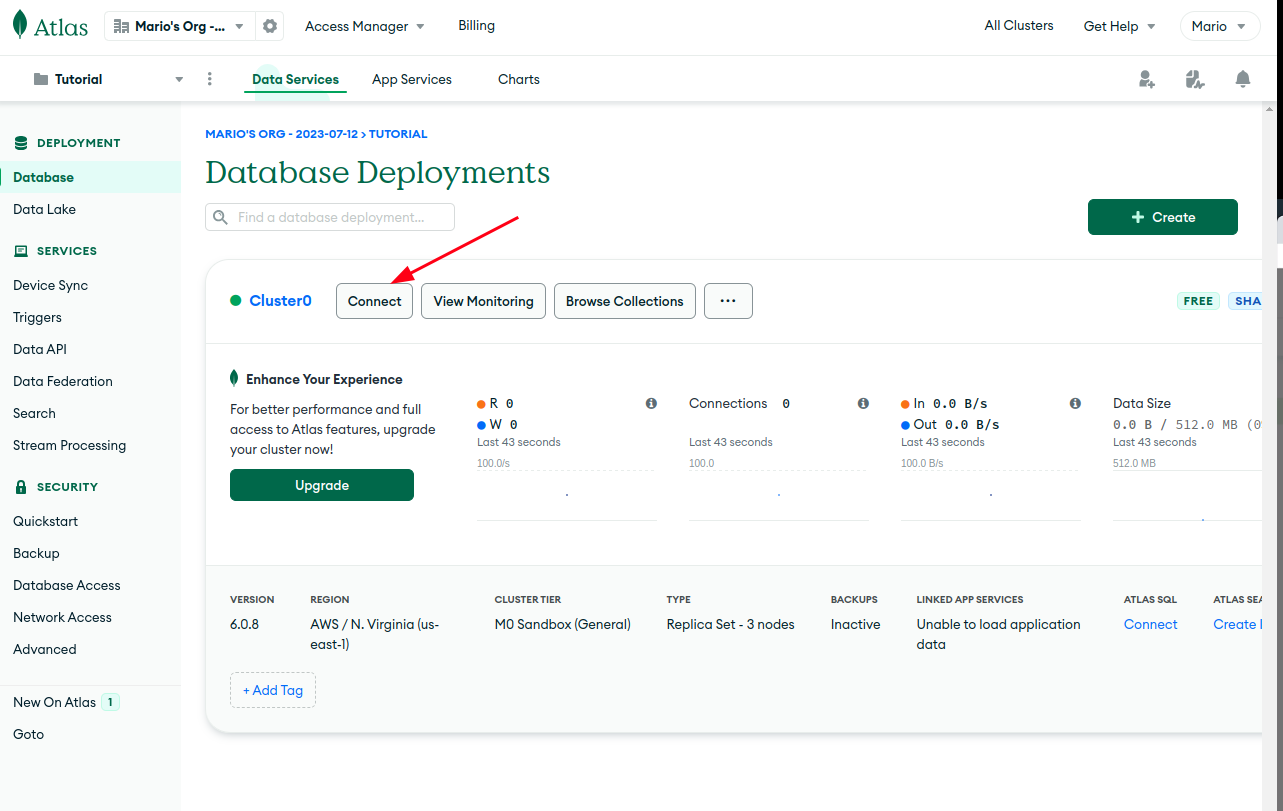 Atlas
Mario's Org -...
Access Manager
Billing
All Clusters
Get Help
Mario
Tutorial
Data Services
App Services
Charts
DEPLOYMENT
Database
Data Lake
SERVICES
Device Sync
Triggers
Data API
Data Federation
Search
Stream Processing
SECURITY
Quickstart
Backup
Database Access
Network Access
Advanced
New On Atlas 1
Goto
MARIO'S ORG - 2023-07-12 > TUTORIAL
Database Deployments
Find a database deployment...
+ Create
Cluster0
Connect
View Monitoring
Browse Collections
...
FREE
SHA
Enhance Your Experience
For better performance and full
access to Atlas features, upgrade
your cluster now!
Upgrade
R 0
W 0
Last 43 seconds
100.0/s
Connections 0
Last 43 seconds
100.0
In 0.0 B/s
Out 0.0 B/s
Last 43 seconds
100.0 B/s
Data Size
0.0 B / 512.0 MB (0
Last 43 seconds
512.0 MB
VERSION
6.0.8
REGION
AWS / N. Virginia (us-
east-1)
CLUSTER TIER
M0 Sandbox (General)
TYPE
Replica Set - 3 nodes
BACKUPS
Inactive
LINKED APP SERVICES
Unable to load application
data
ATLAS SQL
Connect
ATLAS SEA
Create
+ Add Tag